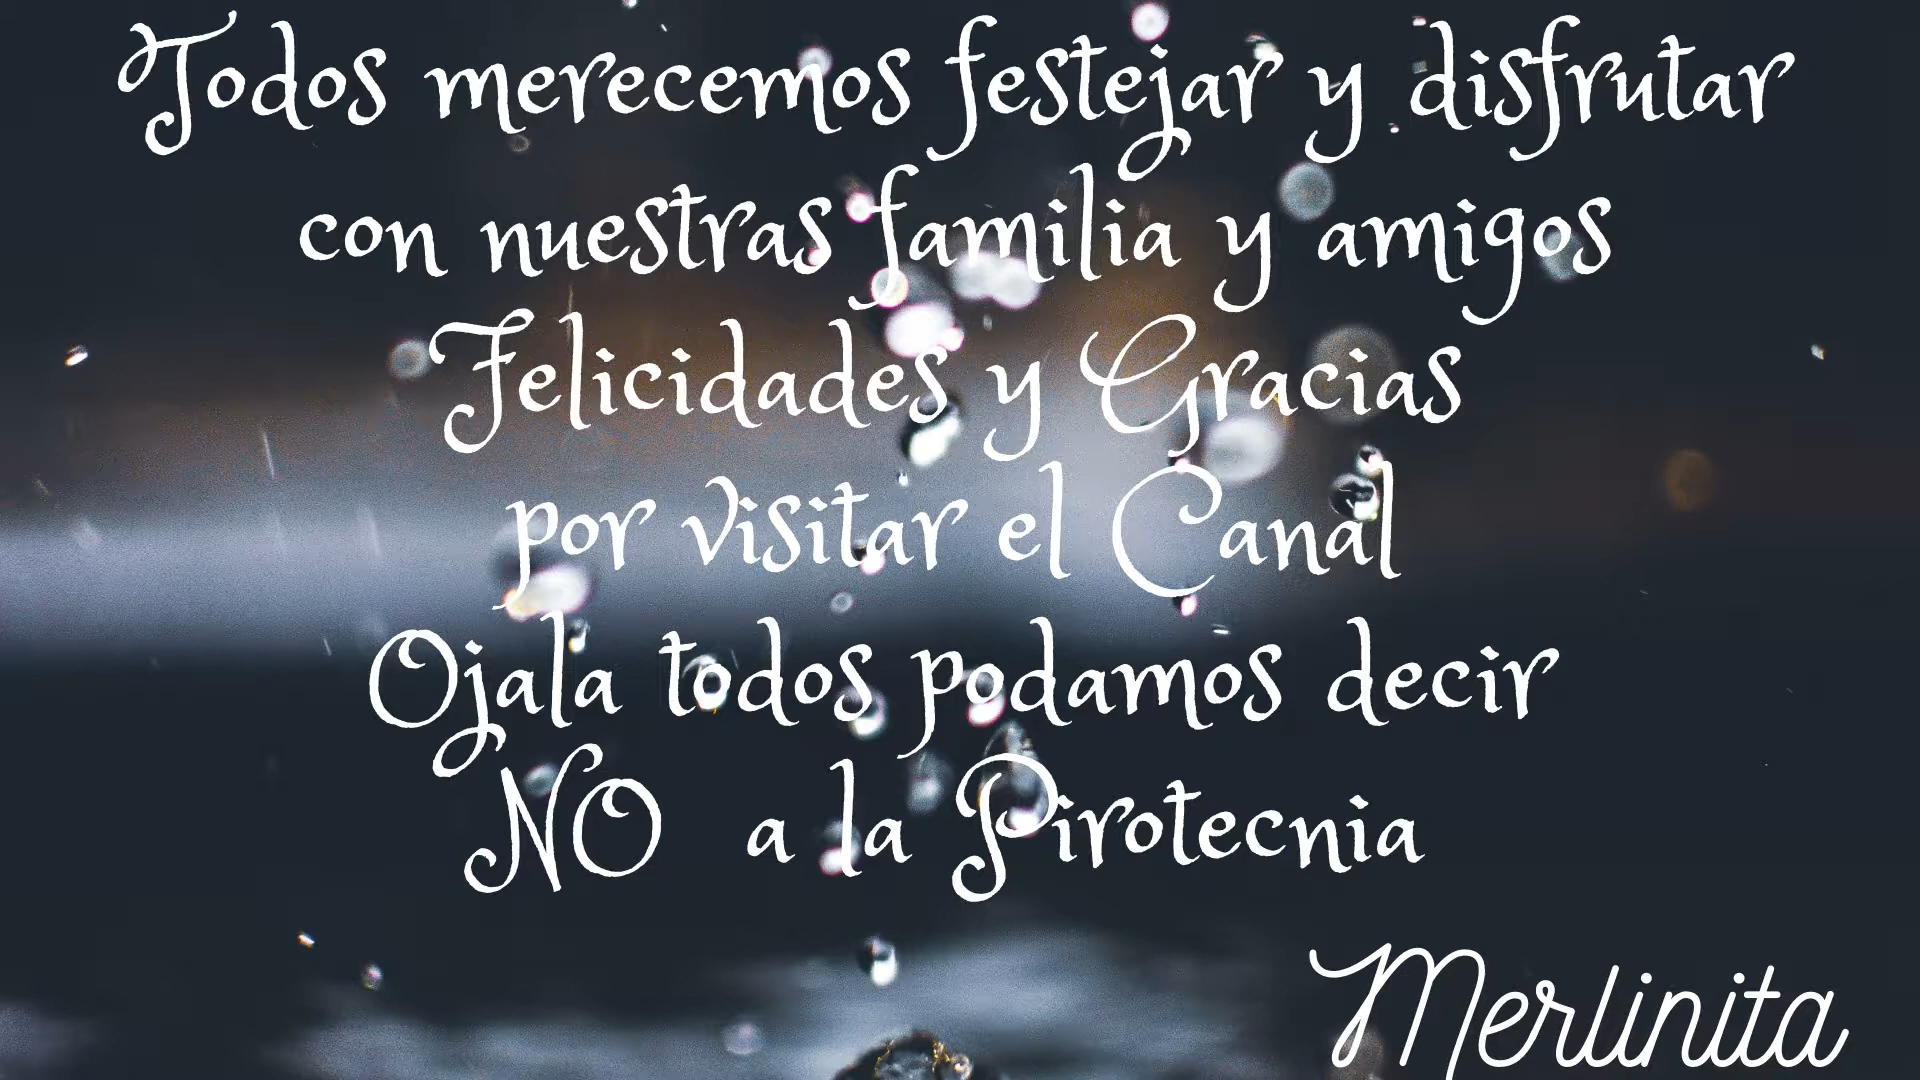 Todos merecemos festejar y disfrutar
con nuestras familia y amigos
Felicidades y Gracias
por visitar el Canal
Ojala todos podamos decir
NO a la Pirotecnia
Merlinita